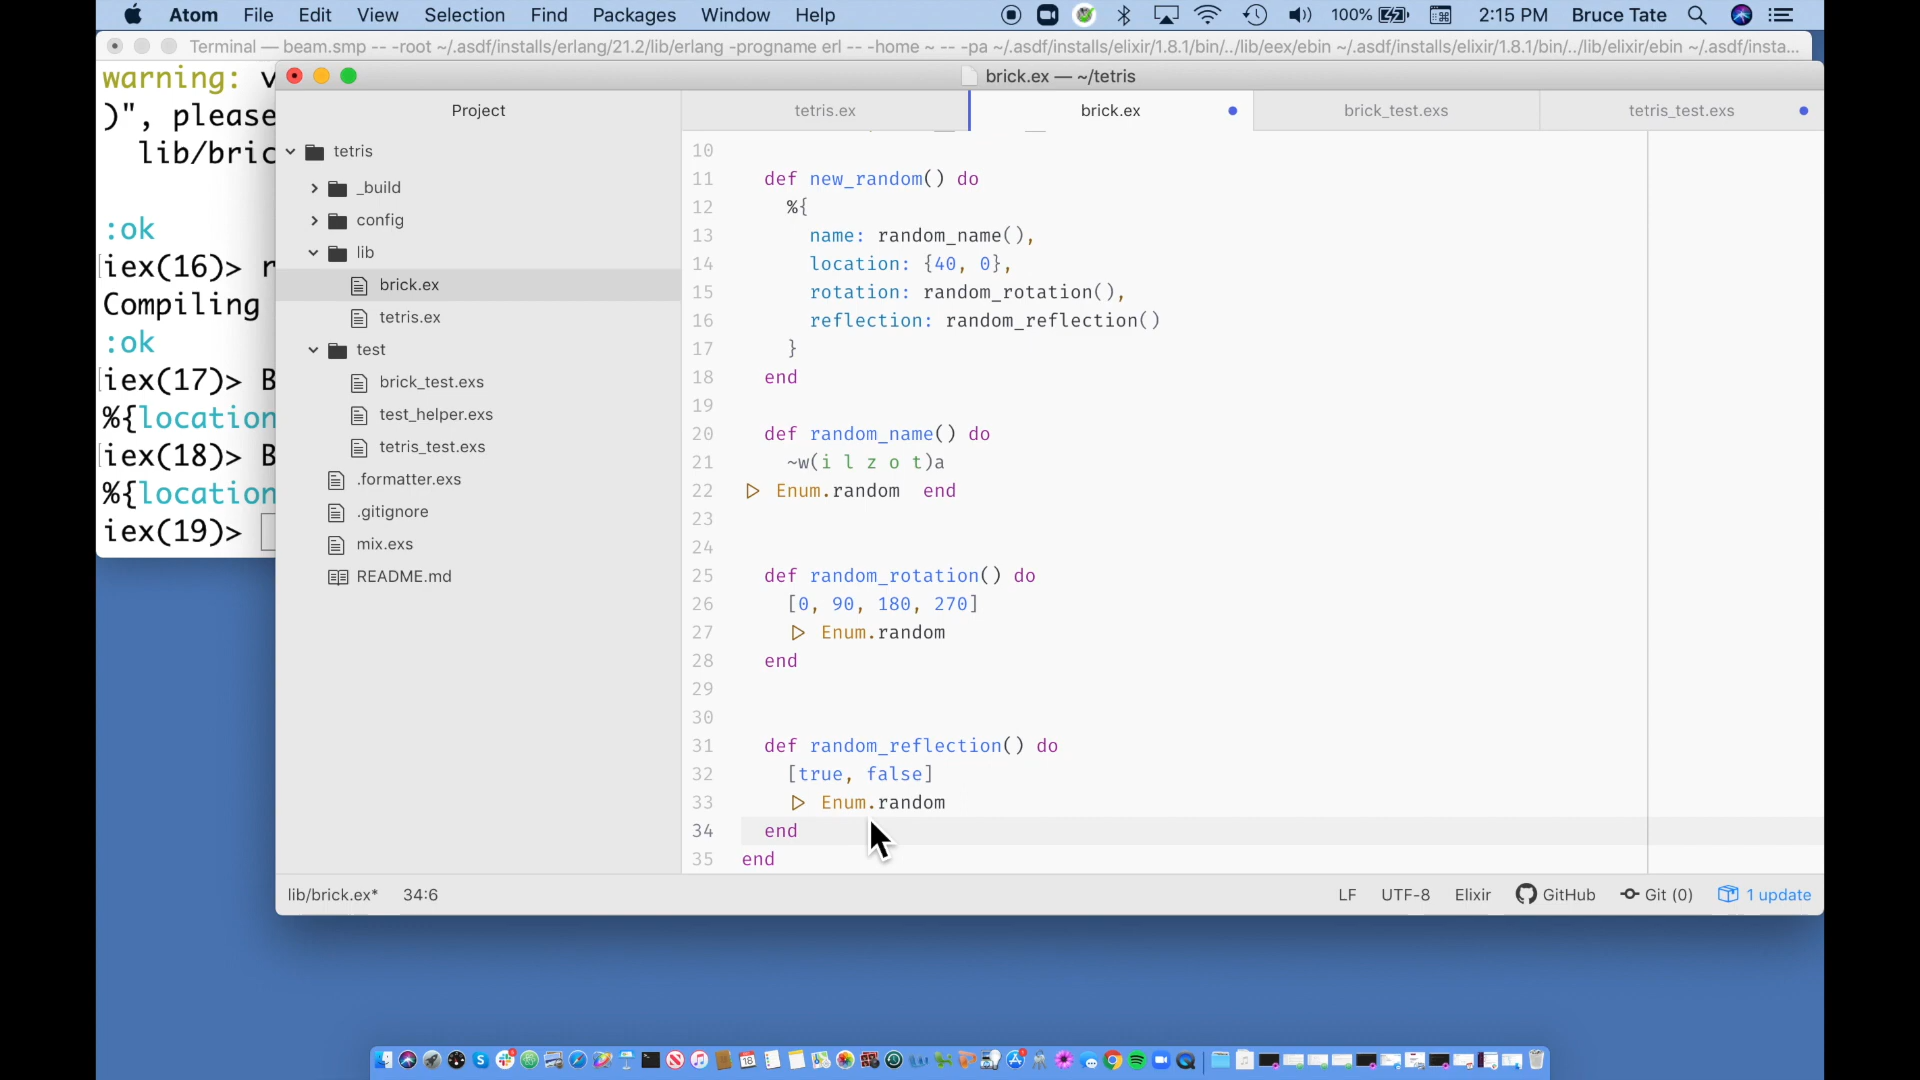 Atom File Edit View Selection Find Packages Window Help 100% 2:15 PM Bruce Tate
Terminal — beam.smp -- -root ~/.asdf/installs/erlang/21.2/lib/erlang -progname erl -- -home ~ -- -pa ~/.asdf/installs/elixir/1.8.1/bin/../lib/eex/ebin ~/.asdf/installs/elixir/1.8.1/bin/../lib/elixir/ebin ~/.asdf/insta...
warning: v
)", please
lib/bric
:ok
iex(16)> r
Compiling
:ok
iex(17)> B
%{location
iex(18)> B
%{location
iex(19)>
brick.ex — ~/tetris
Project
tetris
_build
config
lib
brick.ex
tetris.ex
test
brick_test.exs
test_helper.exs
tetris_test.exs
.formatter.exs
.gitignore
mix.exs
README.md
tetris.ex brick.ex brick_test.exs tetris_test.exs
10
11 def new_random() do
12 %{
13 name: random_name(),
14 location: {40, 0},
15 rotation: random_rotation(),
16 reflection: random_reflection()
17 }
18 end
19
20 def random_name() do
21 ~w(i l z o t)a
22 |> Enum.random end
23
24
25 def random_rotation() do
26 [0, 90, 180, 270]
27 |> Enum.random
28 end
29
30
31 def random_reflection() do
32 [true, false]
33 |> Enum.random
34 end
35 end
lib/brick.ex* 34:6 LF UTF-8 Elixir GitHub Git (0) 1 update
18